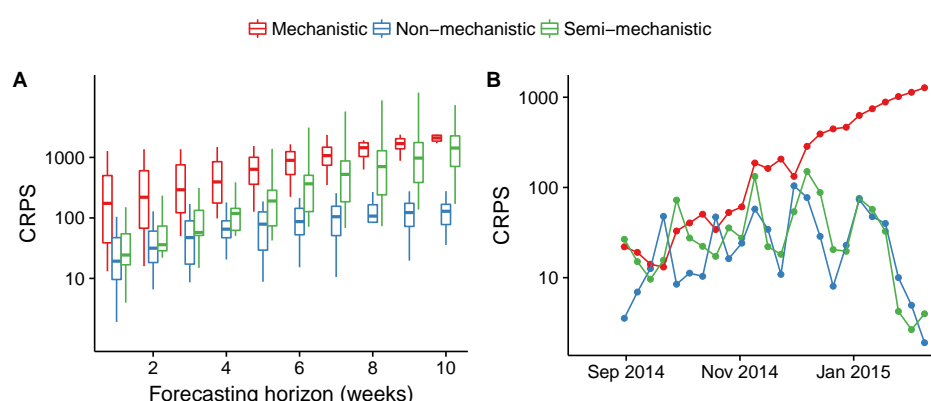 Mechanistic Non−mechanistic Semi−mechanistic
A
B
CRPS
1000
100
10
2 4 6 8 10
Forecasting horizon (weeks)
CRPS
1000
100
10
Sep 2014 Nov 2014 Jan 2015